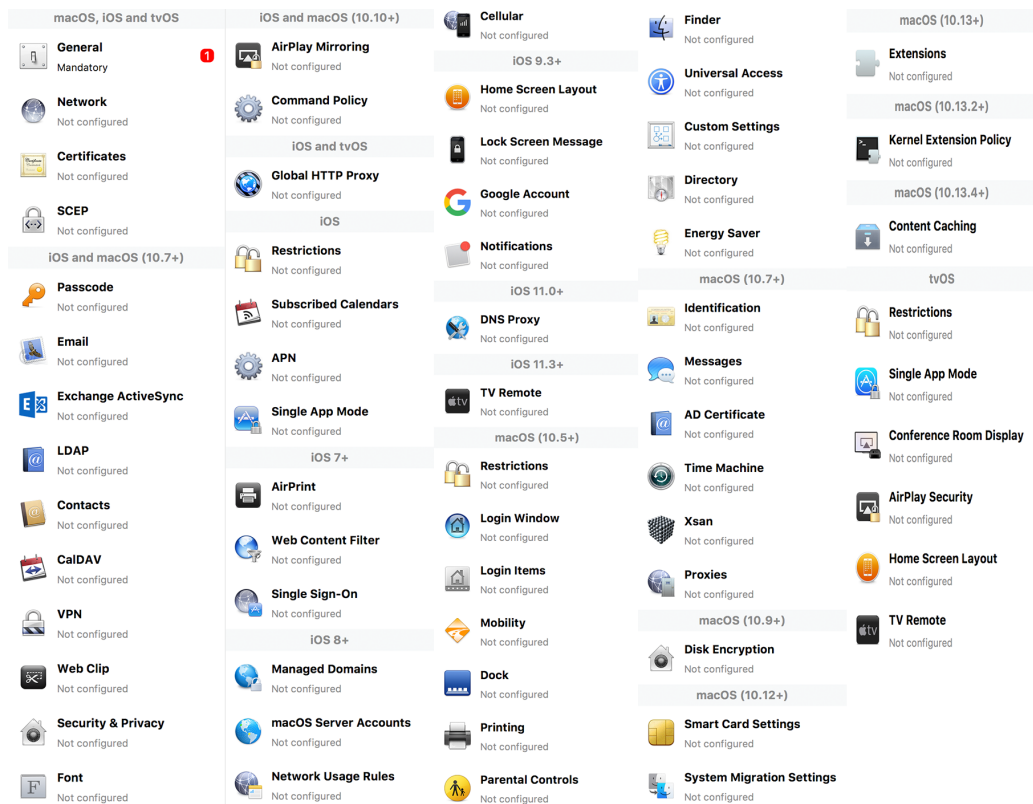 macOS, iOS and tvOS
General
Mandatory
1
Network
Not configured
Certificates
Not configured
SCEP
Not configured
iOS and macOS (10.7+)
Passcode
Not configured
Email
Not configured
Exchange ActiveSync
Not configured
LDAP
Not configured
Contacts
Not configured
CalDAV
Not configured
VPN
Not configured
Web Clip
Not configured
Security & Privacy
Not configured
Font
Not configured
iOS and macOS (10.10+)
AirPlay Mirroring
Not configured
Command Policy
Not configured
iOS and tvOS
Global HTTP Proxy
Not configured
iOS
Restrictions
Not configured
Subscribed Calendars
Not configured
APN
Not configured
Single App Mode
Not configured
iOS 7+
AirPrint
Not configured
Web Content Filter
Not configured
Single Sign-On
Not configured
iOS 8+
Managed Domains
Not configured
macOS Server Accounts
Not configured
Network Usage Rules
Not configured
Cellular
Not configured
iOS 9.3+
Home Screen Layout
Not configured
Lock Screen Message
Not configured
Google Account
Not configured
Notifications
Not configured
iOS 11.0+
DNS Proxy
Not configured
iOS 11.3+
tv
TV Remote
Not configured
macOS (10.5+)
Restrictions
Not configured
Login Window
Not configured
Login Items
Not configured
Mobility
Not configured
Dock
Not configured
Printing
Not configured
Parental Controls
Not configured
Finder
Not configured
Universal Access
Not configured
Custom Settings
Not configured
Directory
Not configured
Energy Saver
Not configured
macOS (10.7+)
Identification
Not configured
Messages
Not configured
AD Certificate
Not configured
Time Machine
Not configured
Xsan
Not configured
Proxies
Not configured
macOS (10.9+)
Disk Encryption
Not configured
macOS (10.12+)
Smart Card Settings
Not configured
System Migration Settings
Not configured
macOS (10.13+)
Extensions
Not configured
macOS (10.13.2+)
Kernel Extension Policy
Not configured
macOS (10.13.4+)
Content Caching
Not configured
tvOS
Restrictions
Not configured
Single App Mode
Not configured
Conference Room Display
Not configured
AirPlay Security
Not configured
Home Screen Layout
Not configured
tv
TV Remote
Not configured